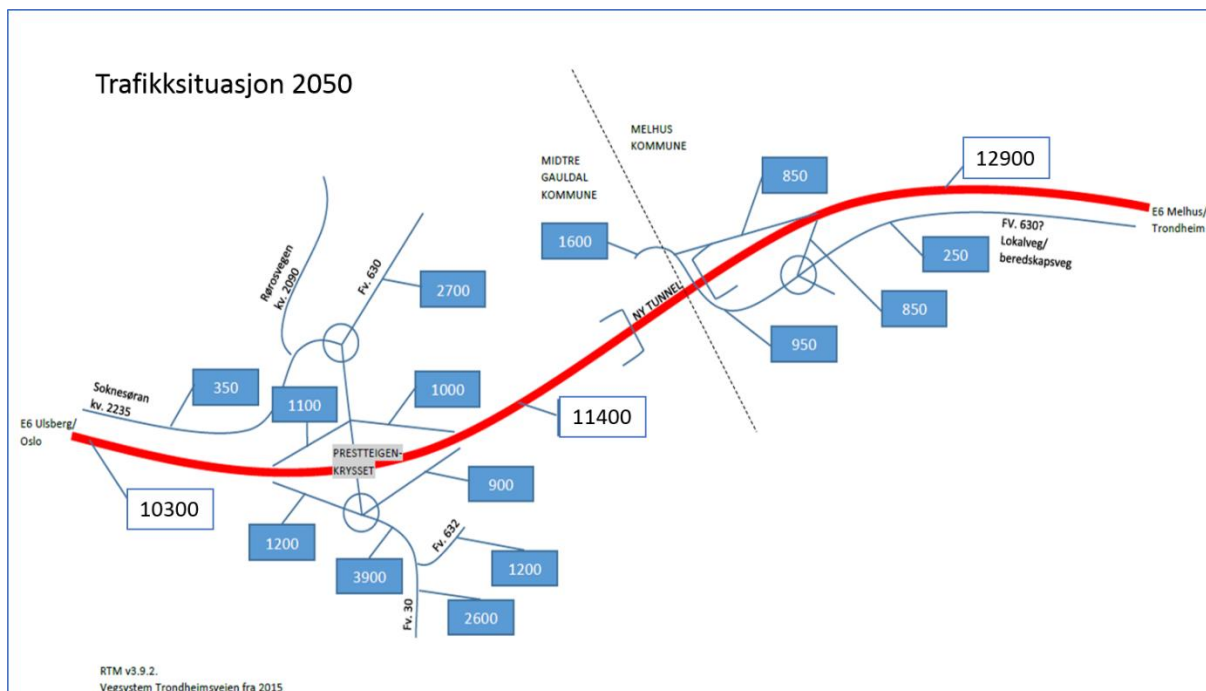 Trafikksituasjon 2050
MELHUS
KOMMUNE
MIDTRE
GAULDAL
KOMMUNE
12900
850
E6 Melhus/
Trondheim
1600
FV. 630?
Lokalveg/
beredskapsveg
250
850
950
NY TUNNEL
Rørosvegen
kv. 2090
Fv. 630
2700
Soknesøran
kv. 2235
350
1100
1000
11400
E6 Ulsberg/
Oslo
PRESTTEIGEN-
KRYSSET
900
10300
1200
3900
Fv. 632
1200
Fv. 30
2600
RTM v3.9.2.
Vegsystem Trondheimsveien fra 2015